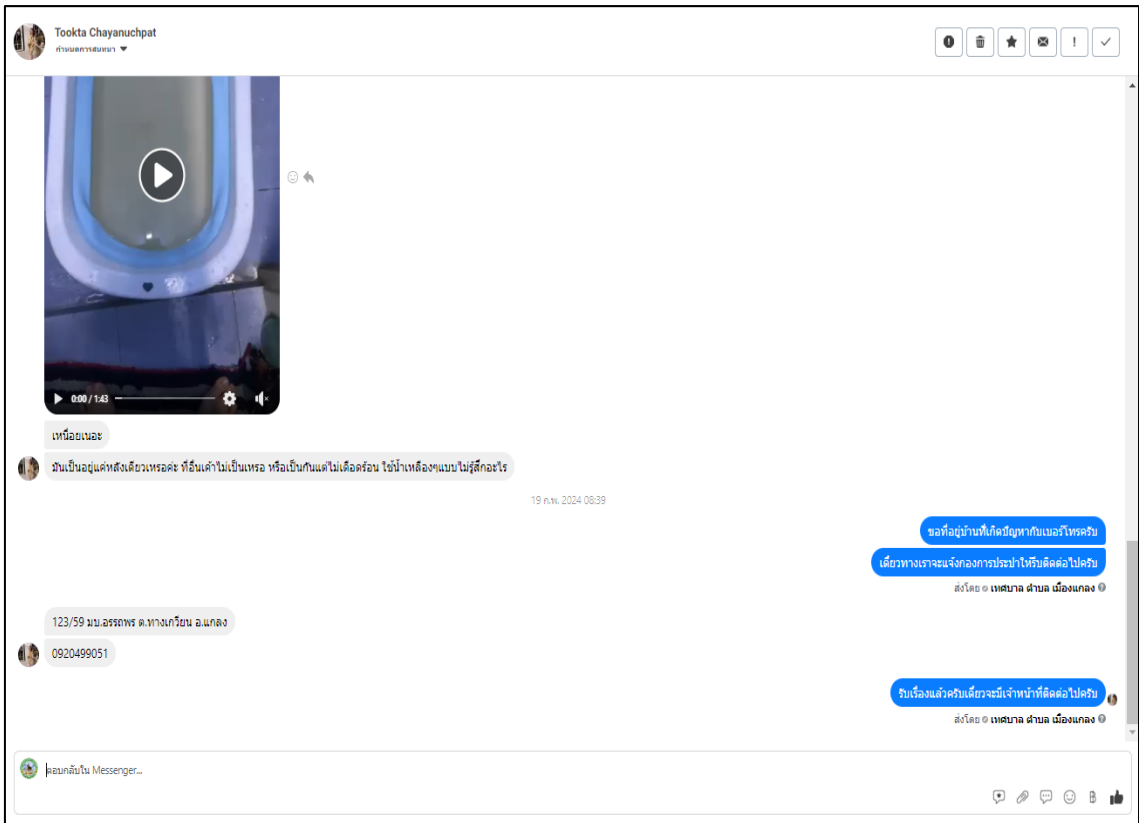 Tookta Chayanuchpat
กำหนดการสนทนา
0:00 / 1:43
เหนื่อยเนอะ
มันเป็นอยู่แค่หลังเดียวเหรอค่ะ ที่อื่นเค้าไม่เป็นเหรอ หรือเป็นกันแต่ไม่เดือดร้อน ใช้น้ำเหลืองๆแบบไม่รู้สึกอะไร
19 ก.พ. 2024 08:39
ขอที่อยู่บ้านที่เกิดปัญหากับเบอร์โทรครับ
เดี๋ยวทางเราจะแจ้งกองการประปาให้รีบติดต่อไปครับ
ส่งโดย เทศบาล ตำบล เมืองแกลง
123/59 มบ.อรรถพร ต.ทางเกวียน อ.แกลง
0920499051
รับเรื่องแล้วครับเดี๋ยวจะมีเจ้าหน้าที่ติดต่อไปครับ
ส่งโดย เทศบาล ตำบล เมืองแกลง
ตอบกลับใน Messenger...